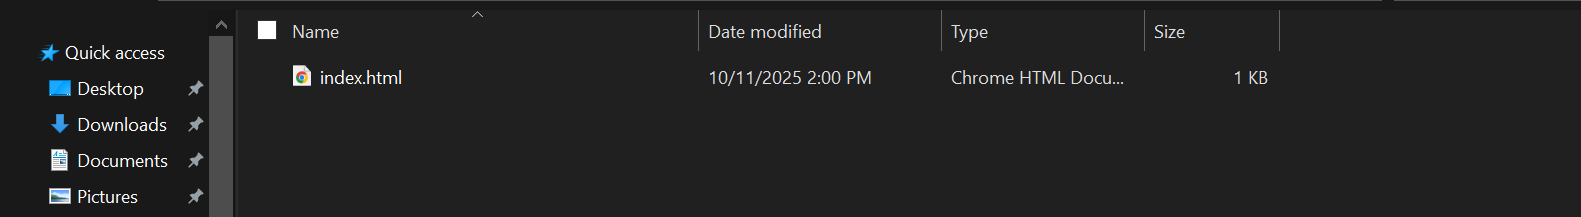 Name Date modified Type Size
Quick access
index.html 10/11/2025 2:00 PM Chrome HTML Docu... 1 KB
Desktop
Downloads
Documents
Pictures